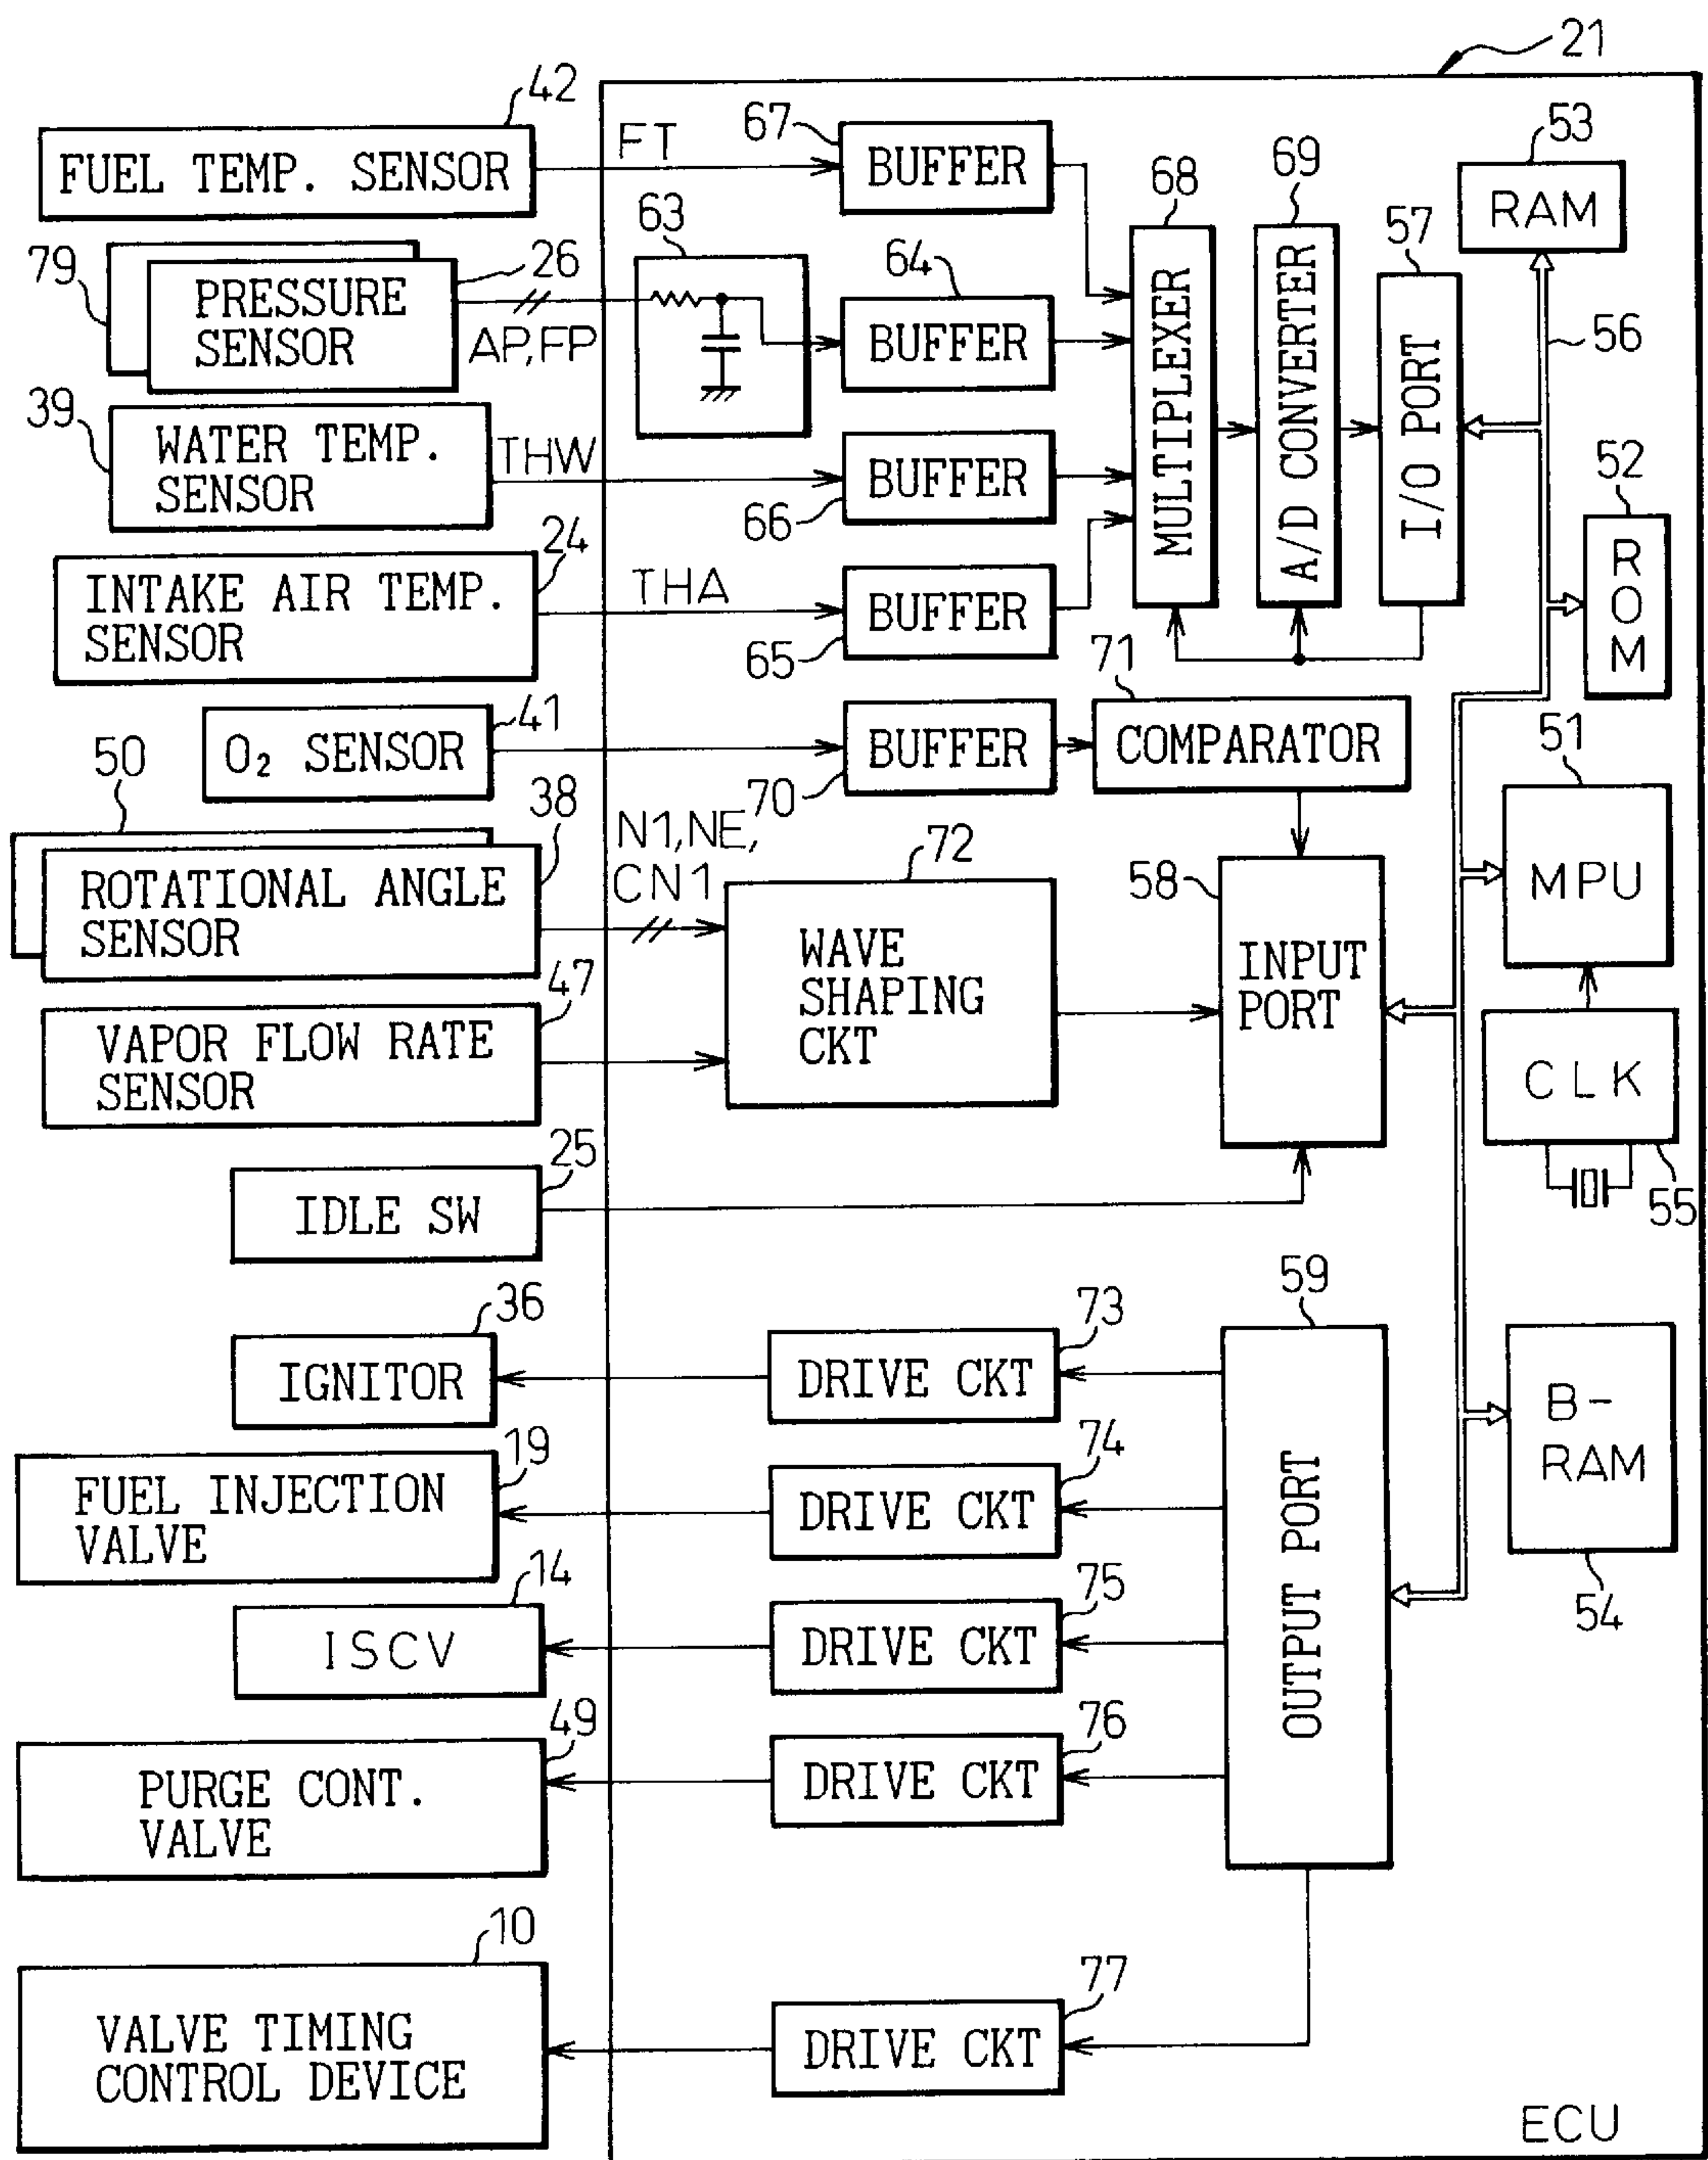 21
42
FUEL TEMP. SENSOR
FT
67
BUFFER
53
RAM
79
26
PRESSURE
SENSOR
AP,FP
63
64
BUFFER
68
MULTIPLEXER
69
A/D CONVERTER
57
I/O PORT
56
39
WATER TEMP.
SENSOR
THW
66
BUFFER
52
ROM
24
INTAKE AIR TEMP.
SENSOR
THA
65
BUFFER
41
O₂ SENSOR
70
BUFFER
71
COMPARATOR
51
MPU
50
38
ROTATIONAL ANGLE
SENSOR
N1,NE,
CN1
72
WAVE
SHAPING
CKT
58
INPUT
PORT
47
VAPOR FLOW RATE
SENSOR
CLK
55
25
IDLE SW
36
IGNITOR
73
DRIVE CKT
59
OUTPUT PORT
B-
RAM
54
19
FUEL INJECTION
VALVE
74
DRIVE CKT
14
ISCV
75
DRIVE CKT
49
PURGE CONT.
VALVE
76
DRIVE CKT
10
VALVE TIMING
CONTROL DEVICE
77
DRIVE CKT
ECU